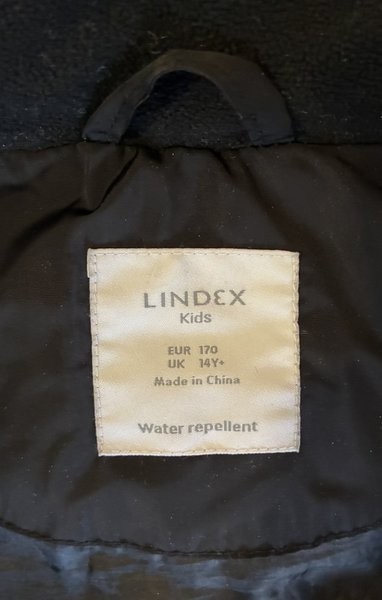 LINDEX
Kids
EUR 170
UK 14Y+
Made in China
Water repellent